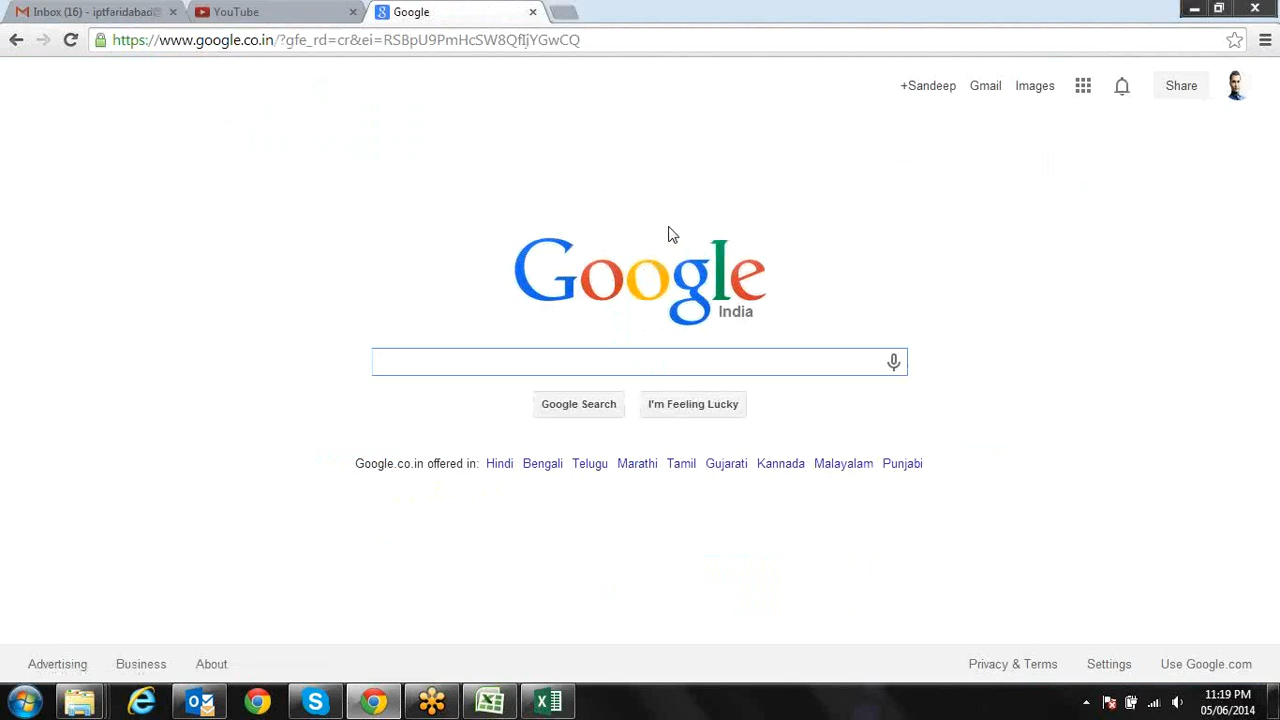 Inbox (16) - iptfaridabad@
YouTube
Google
https://www.google.co.in/?gfe_rd=cr&ei=RSBpU9PmHcSW8QfIjYGwCQ
+Sandeep Gmail Images Share
Google
India
Google Search I'm Feeling Lucky
Google.co.in offered in: Hindi Bengali Telugu Marathi Tamil Gujarati Kannada Malayalam Punjabi
Advertising Business About Privacy & Terms Settings Use Google.com
11:19 PM
05/06/2014